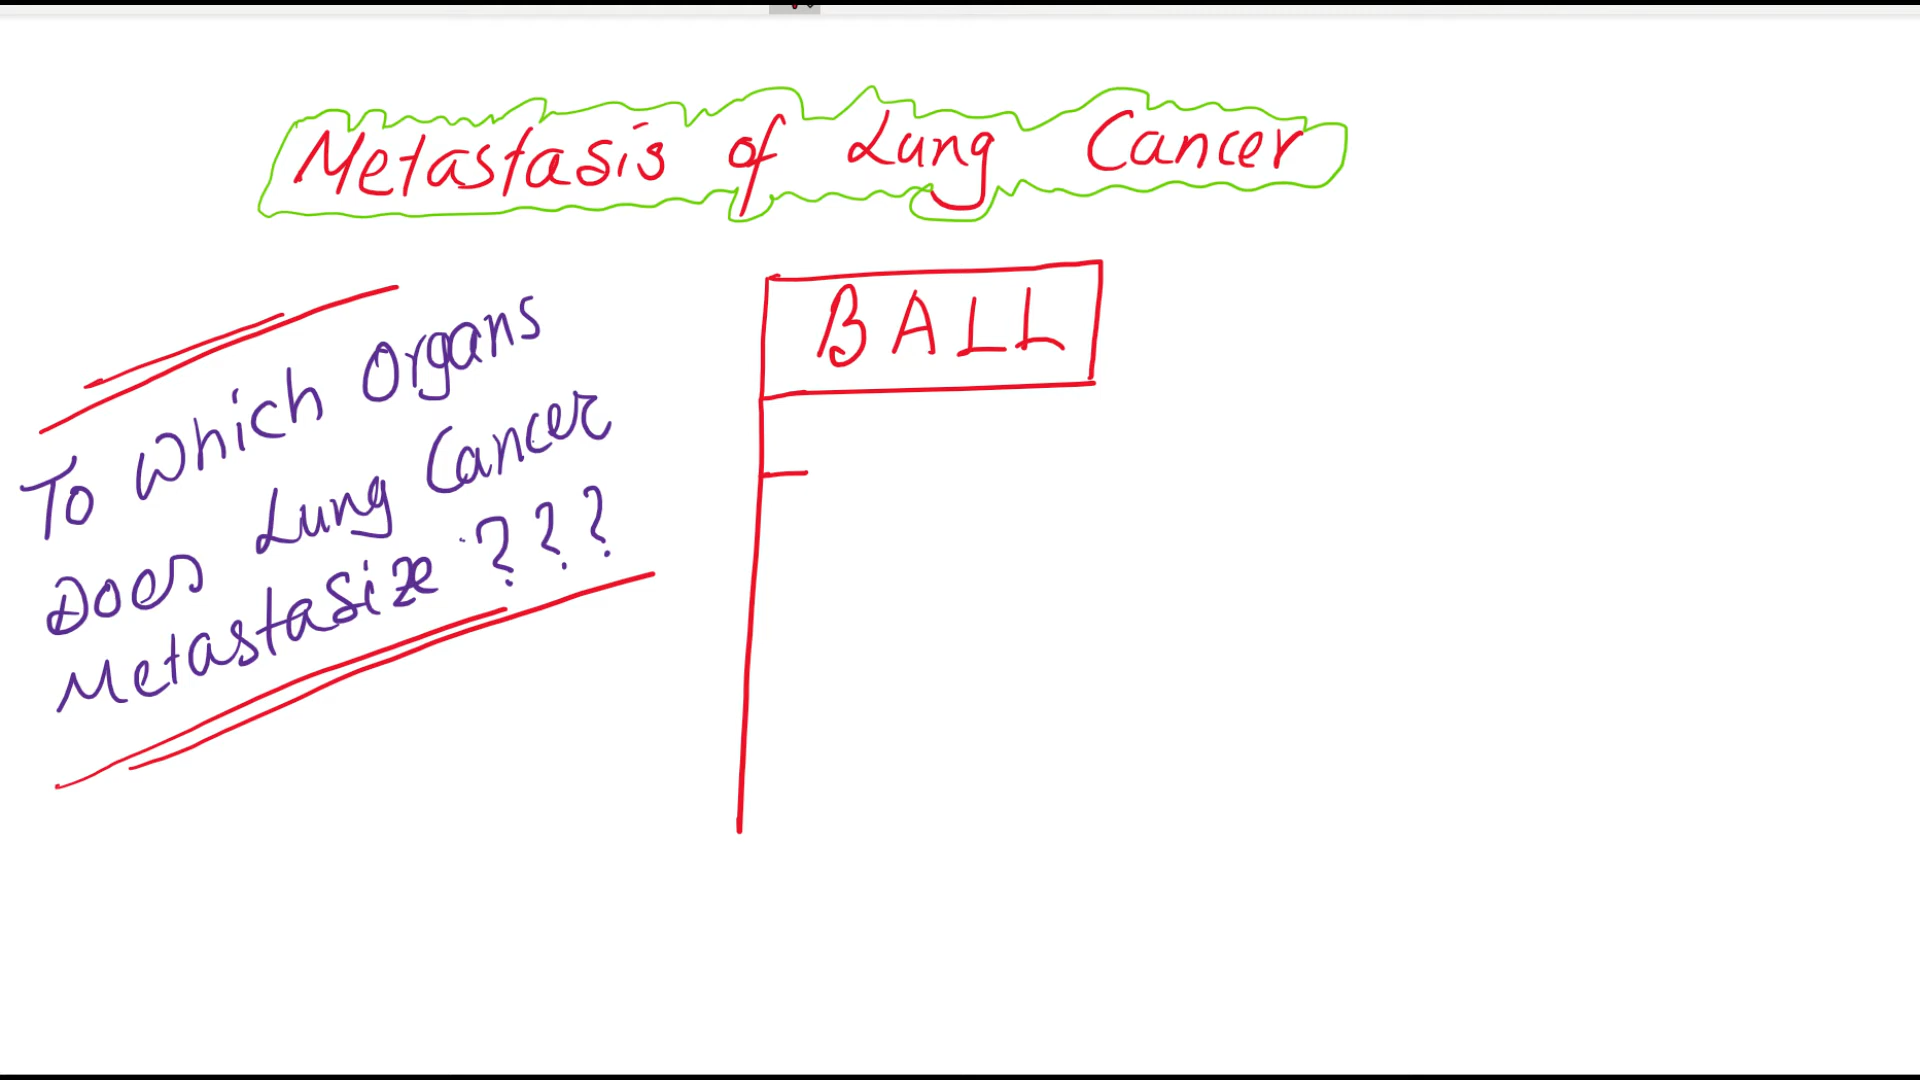 Metastasis of Lung Cancer
BALL
To Which Organs
Does Lung Cancer
Metastasize ???